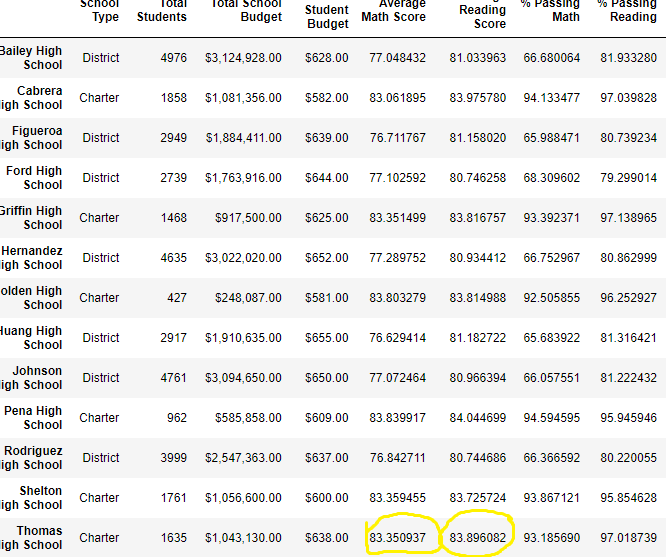 School Total Total School Average Reading % Passing % Passing
Type Students Budget Student Math Score Score Math Reading
Budget
Bailey High School District 4976 $3,124,928.00 $628.00 77.048432 81.033963 66.680064 81.933280
Cabrera High School Charter 1858 $1,081,356.00 $582.00 83.061895 83.975780 94.133477 97.039828
Figueroa High School District 2949 $1,884,411.00 $639.00 76.711767 81.158020 65.988471 80.739234
Ford High School District 2739 $1,763,916.00 $644.00 77.102592 80.746258 68.309602 79.299014
Griffin High School Charter 1468 $917,500.00 $625.00 83.351499 83.816757 93.392371 97.138965
Hernandez High School District 4635 $3,022,020.00 $652.00 77.289752 80.934412 66.752967 80.862999
olden High School Charter 427 $248,087.00 $581.00 83.803279 83.814988 92.505855 96.252927
Huang High School District 2917 $1,910,635.00 $655.00 76.629414 81.182722 65.683922 81.316421
Johnson High School District 4761 $3,094,650.00 $650.00 77.072464 80.966394 66.057551 81.222432
Pena High School Charter 962 $585,858.00 $609.00 83.839917 84.044699 94.594595 95.945946
Rodriguez High School District 3999 $2,547,363.00 $637.00 76.842711 80.744686 66.366592 80.220055
Shelton High School Charter 1761 $1,056,600.00 $600.00 83.359455 83.725724 93.867121 95.854628
Thomas High School Charter 1635 $1,043,130.00 $638.00 83.350937 83.896082 93.185690 97.018739